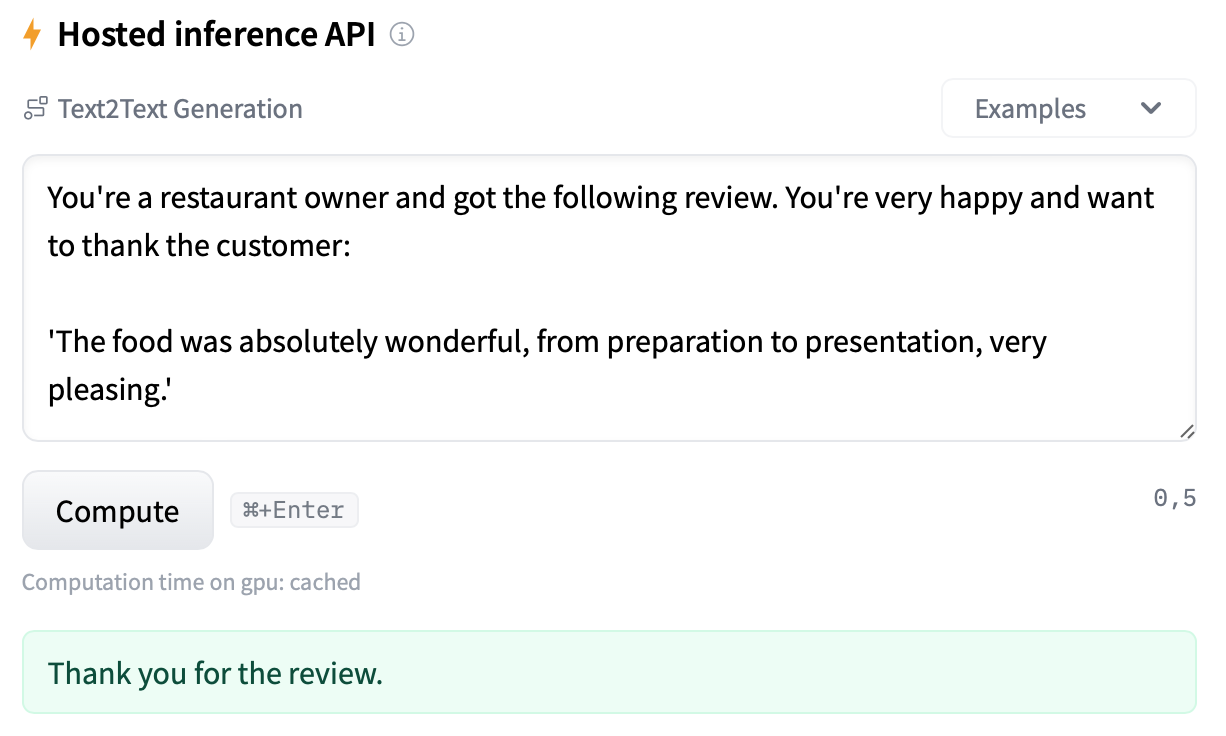 Hosted inference API
Text2Text Generation
Examples
You're a restaurant owner and got the following review. You're very happy and want
to thank the customer:
'The food was absolutely wonderful, from preparation to presentation, very
pleasing.'
Compute
⌘+Enter
0,5
Computation time on gpu: cached
Thank you for the review.